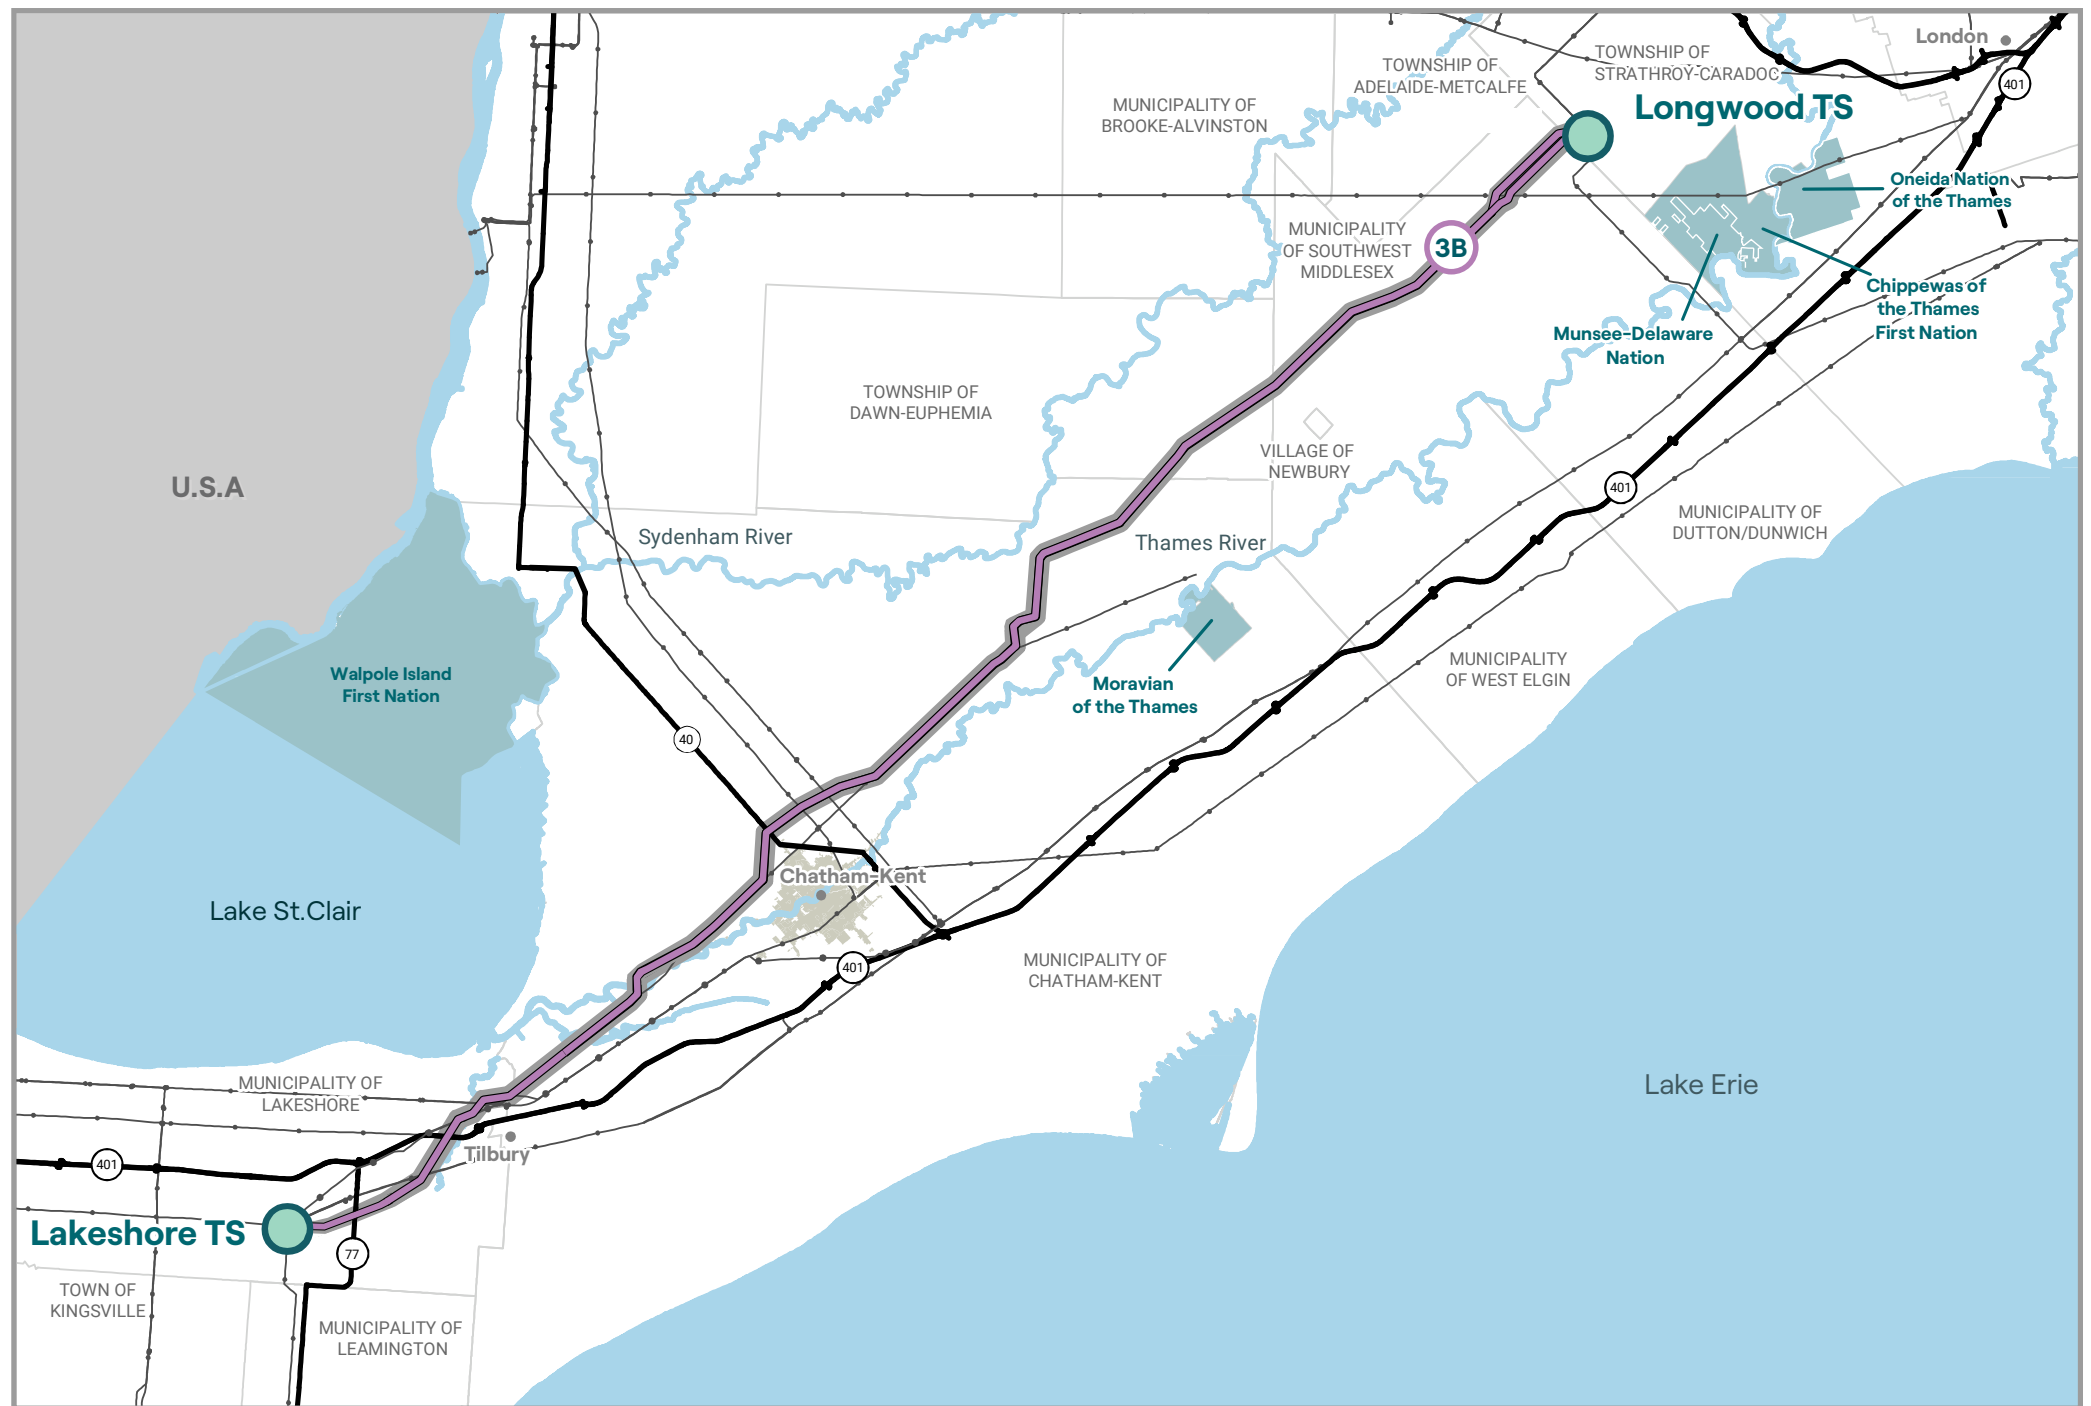 London
TOWNSHIP OF
STRATHROY-CARADOC
TOWNSHIP OF
ADELAIDE-METCALFE
401
Longwood TS
MUNICIPALITY OF
BROOKE-ALVINSTON
Oneida Nation
of the Thames
MUNICIPALITY
OF SOUTHWEST
MIDDLESEX
3B
Chippewas of
the Thames
First Nation
Munsee-Delaware
Nation
TOWNSHIP OF
DAWN-EUPHEMIA
VILLAGE OF
NEWBURY
U.S.A
401
MUNICIPALITY OF
DUTTON/DUNWICH
Sydenham River
Thames River
Walpole Island
First Nation
MUNICIPALITY
OF WEST ELGIN
Moravian
of the Thames
40
Chatham-Kent
Lake St.Clair
401
MUNICIPALITY OF
CHATHAM-KENT
Lake Erie
MUNICIPALITY OF
LAKESHORE
Tilbury
401
Lakeshore TS
77
TOWN OF
KINGSVILLE
MUNICIPALITY OF
LEAMINGTON